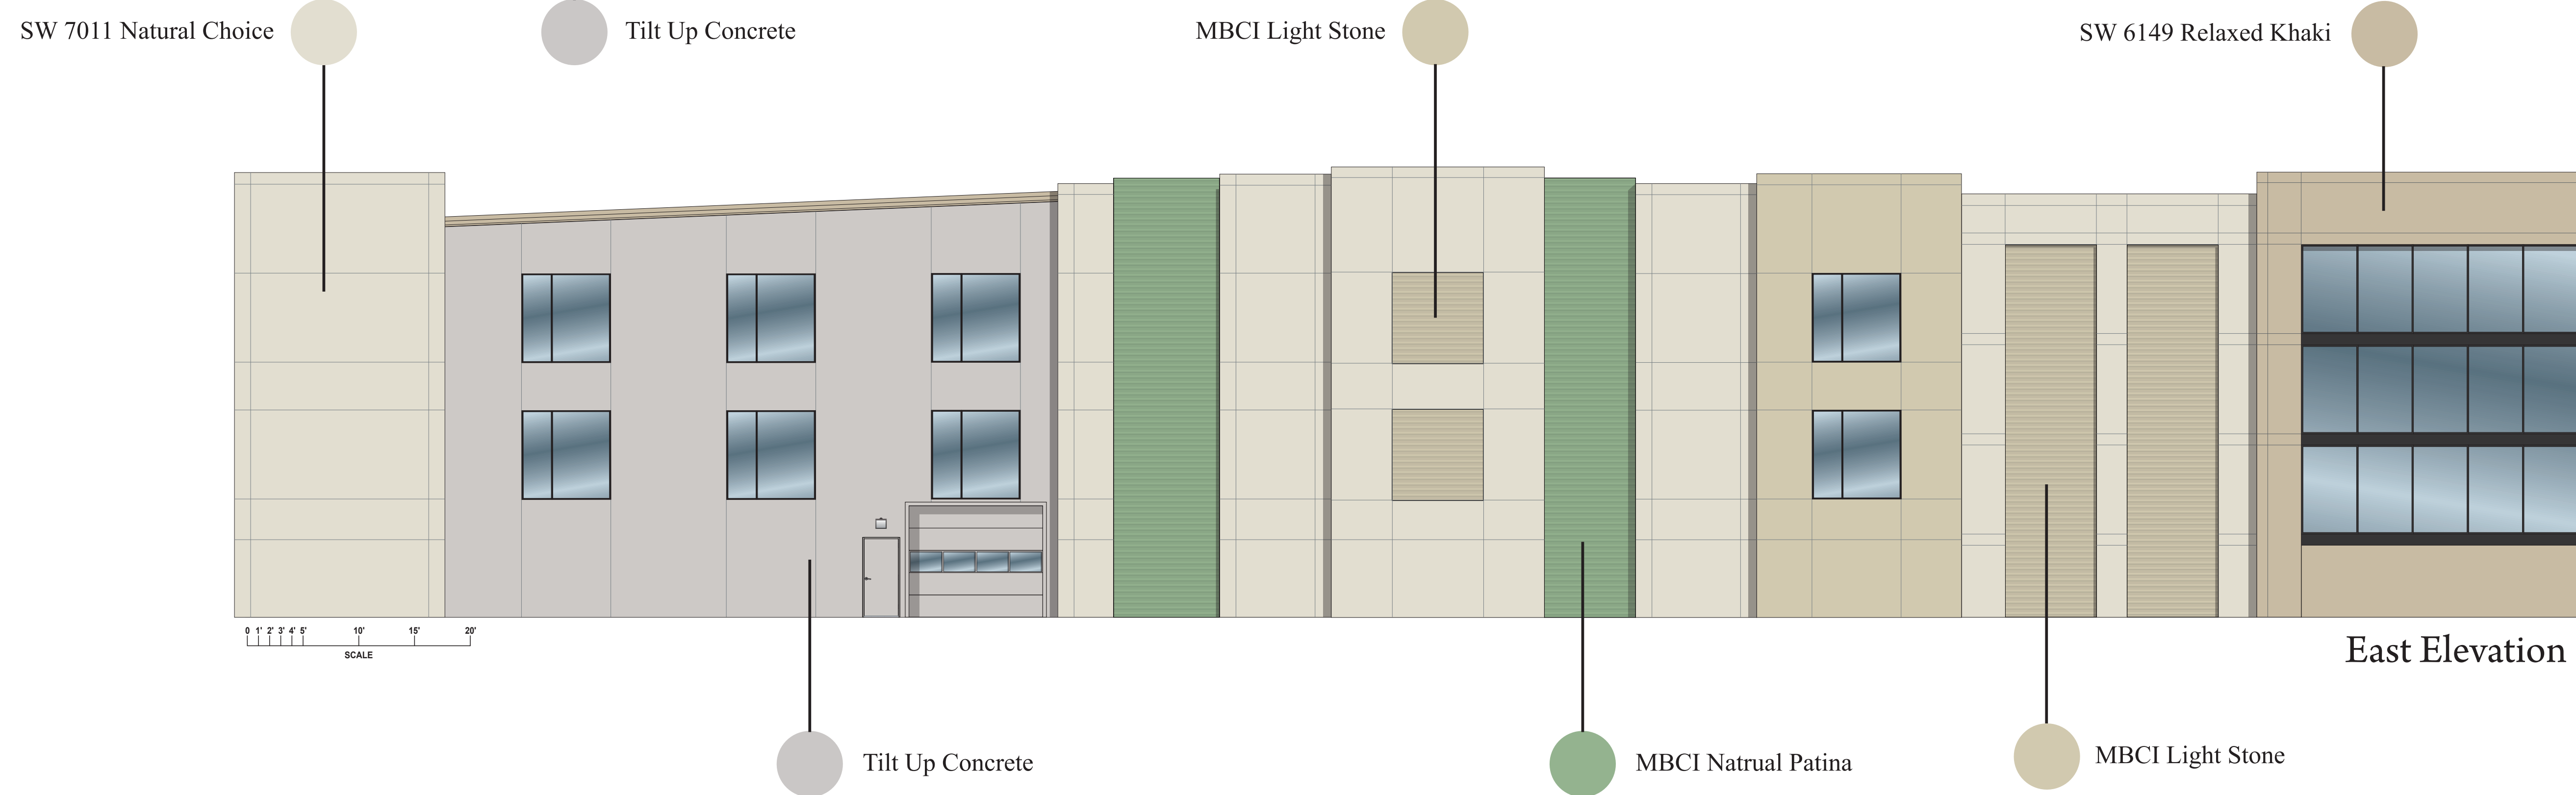 SW 7011 Natural Choice
Tilt Up Concrete
MBCI Light Stone
SW 6149 Relaxed Khaki
0 1' 2' 3' 4' 5' 10' 15' 20'
SCALE
East Elevation
Tilt Up Concrete
MBCI Natrual Patina
MBCI Light Stone